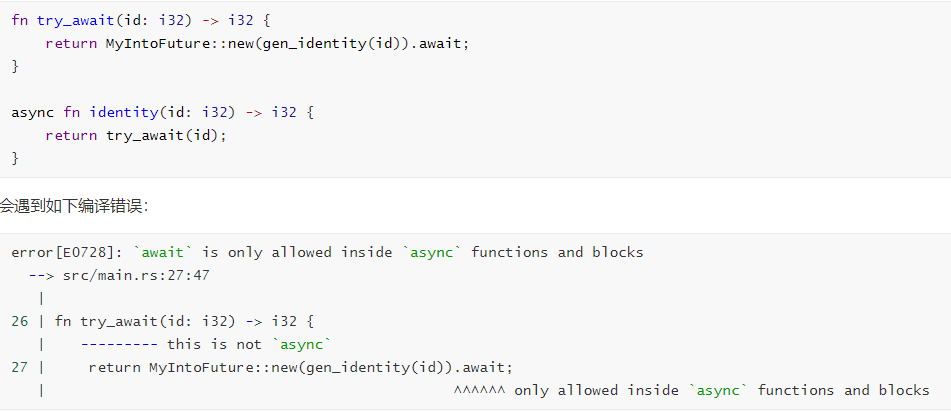 fn try_await(id: i32) -> i32 {
    return MyIntoFuture::new(gen_identity(id)).await;
}
async fn identity(id: i32) -> i32 {
    return try_await(id);
}
会遇到如下编译错误：
error[E0728]: `await` is only allowed inside `async` functions and blocks
  --> src/main.rs:27:47
   |
26 | fn try_await(id: i32) -> i32 {
   |    --------- this is not `async`
27 |     return MyIntoFuture::new(gen_identity(id)).await;
   |                                               ^^^^^^ only allowed inside `async` functions and blocks